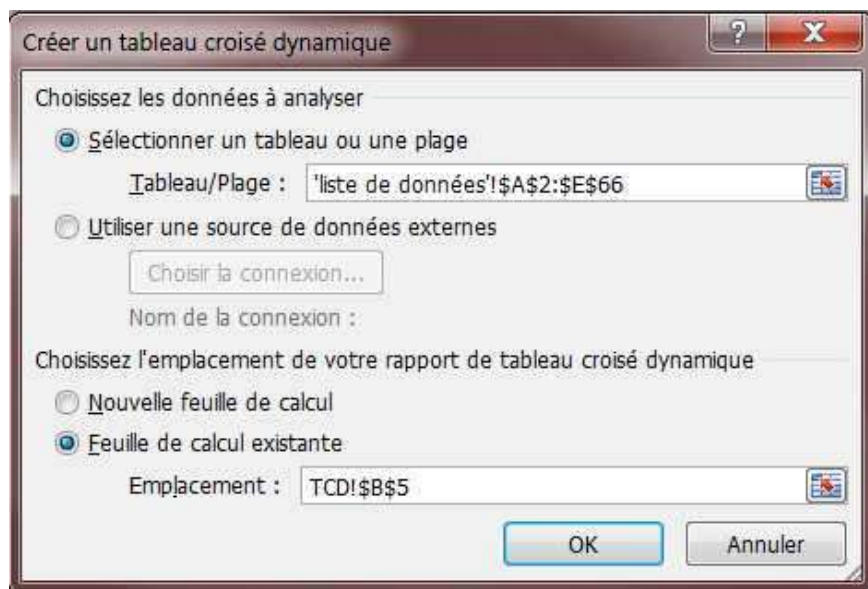 Créer un tableau croisé dynamique
?
X
Choisissez les données à analyser
Sélectionner un tableau ou une plage
Tableau/Plage : 'liste de données'!$A$2:$E$66
Utiliser une source de données externes
Choisir la connexion...
Nom de la connexion :
Choisissez l'emplacement de votre rapport de tableau croisé dynamique
Nouvelle feuille de calcul
Feuille de calcul existante
Emplacement : TCD!$B$5
OK Annuler